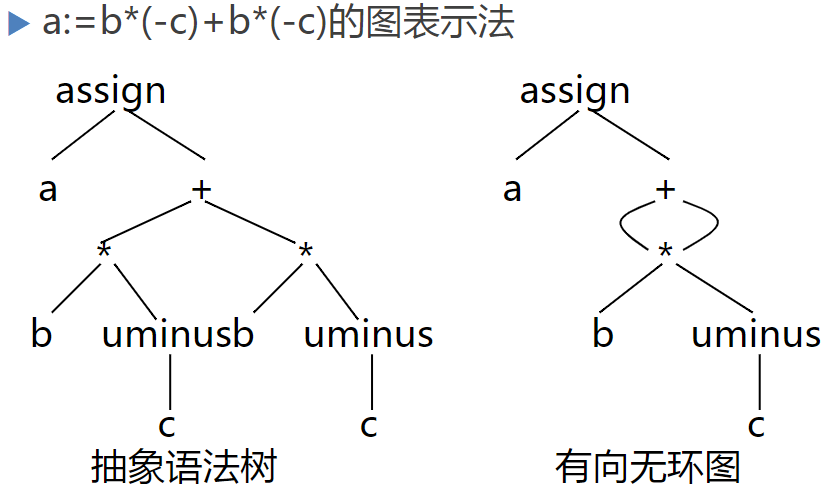 a:=b*(-c)+b*(-c)的图表示法
assign assign
a + a +
* * *
b uminus b uminus b uminus
c c c
抽象语法树 有向无环图